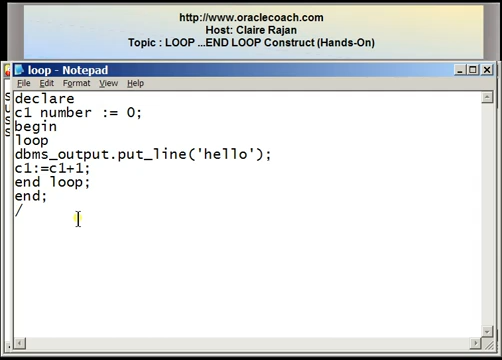 http://www.oraclecoach.com
Host: Claire Rajan
Topic : LOOP ...END LOOP Construct (Hands-On)
loop - Notepad
File Edit Format View Help
declare
c1 number := 0;
begin
loop
dbms_output.put_line('hello');
c1:=c1+1;
end loop;
end;
/